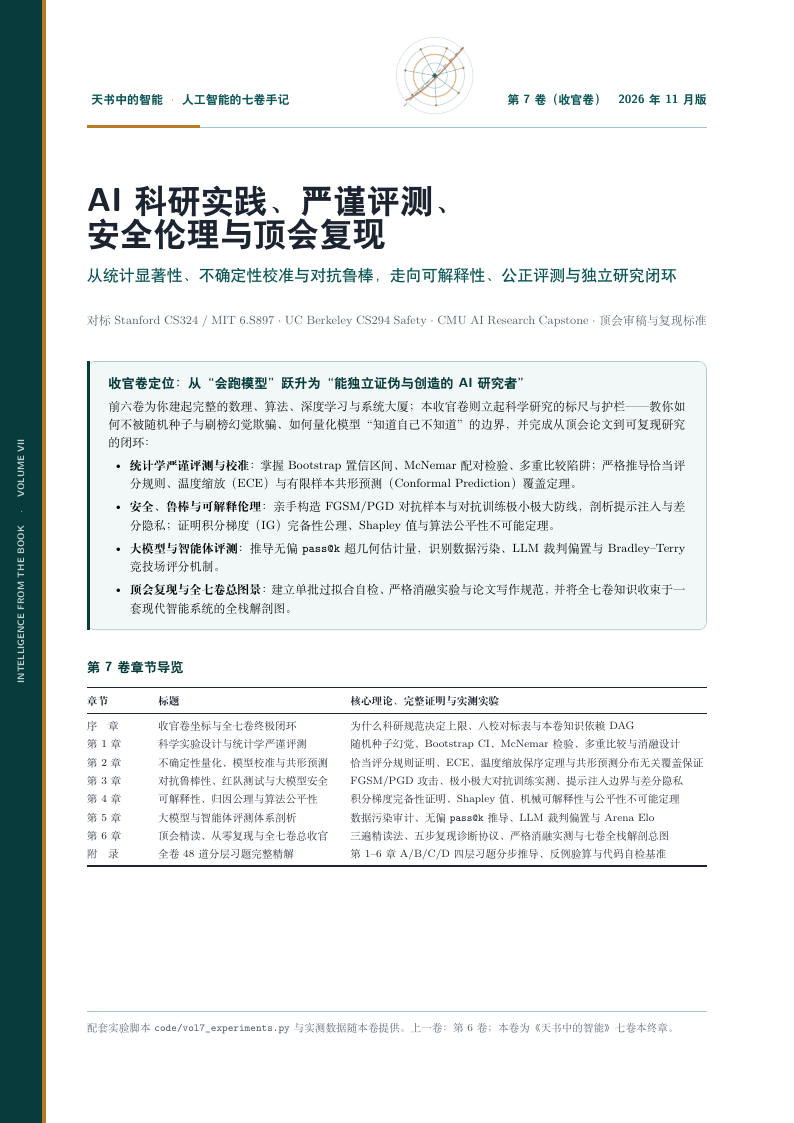 天书中的智能 · 人工智能的七卷手记
第 7 卷（收官卷） 2026 年 11 月版
AI 科研实践、严谨评测、
安全伦理与顶会复现
从统计显著性、不确定性校准与对抗鲁棒，走向可解释性、公正评测与独立研究闭环
对标 Stanford CS324 / MIT 6.S897 · UC Berkeley CS294 Safety · CMU AI Research Capstone · 顶会审稿与复现标准
收官卷定位：从“会跑模型”跃升为“能独立证伪与创造的 AI 研究者”
前六卷为你建起完整的数理、算法、深度学习与系统大厦；本收官卷则立起科学研究的标尺与护栏——教你如
何不被随机种子与刷榜幻觉欺骗、如何量化模型“知道自己不知道”的边界，并完成从顶会论文到可复现研究
的闭环：
• 统计学严谨评测与校准：掌握 Bootstrap 置信区间、McNemar 配对检验、多重比较陷阱；严格推导恰当评
分规则、温度缩放（ECE）与有限样本共形预测（Conformal Prediction）覆盖定理。
• 安全、鲁棒与可解释伦理：亲手构造 FGSM/PGD 对抗样本与对抗训练极小极大防线，剖析提示注入与差
分隐私；证明积分梯度（IG）完备性公理、Shapley 值与算法公平性不可能定理。
• 大模型与智能体评测：推导无偏 pass@k 超几何估计量，识别数据污染、LLM 裁判偏置与 Bradley–Terry
竞技场评分机制。
• 顶会复现与全七卷总图景：建立单批过拟合自检、严格消融实验与论文写作规范，并将全七卷知识收束于一
套现代智能系统的全栈解剖图。
第 7 卷章节导览
章节 标题 核心理论、完整证明与实测实验
序 章 收官卷坐标与全七卷终极闭环 为什么科研规范决定上限、八校对标表与本卷知识依赖 DAG
第 1 章 科学实验设计与统计学严谨评测 随机种子幻觉、Bootstrap CI、McNemar 检验、多重比较与消融设计
第 2 章 不确定性量化、模型校准与共形预测 恰当评分规则证明、ECE、温度缩放保序定理与共形预测分布无关覆盖保证
第 3 章 对抗鲁棒性、红队测试与大模型安全 FGSM/PGD 攻击、极小极大对抗训练实测、提示注入边界与差分隐私
第 4 章 可解释性、归因公理与算法公平性 积分梯度完备性证明、Shapley 值、机械可解释性与公平性不可能定理
第 5 章 大模型与智能体评测体系剖析 数据污染审计、无偏 pass@k 推导、LLM 裁判偏置与 Arena Elo
第 6 章 顶会精读、从零复现与全七卷总收官 三遍精读法、五步复现诊断协议、严格消融实测与七卷全栈解剖总图
附 录 全卷 48 道分层习题完整精解 第 1–6 章 A/B/C/D 四层习题分步推导、反例验算与代码自检基准
配套实验脚本 code/vol7_experiments.py 与实测数据随本卷提供。上一卷：第 6 卷；本卷为《天书中的智能》七卷本终章。
INTELLIGENCE FROM THE BOOK · VOLUME VII